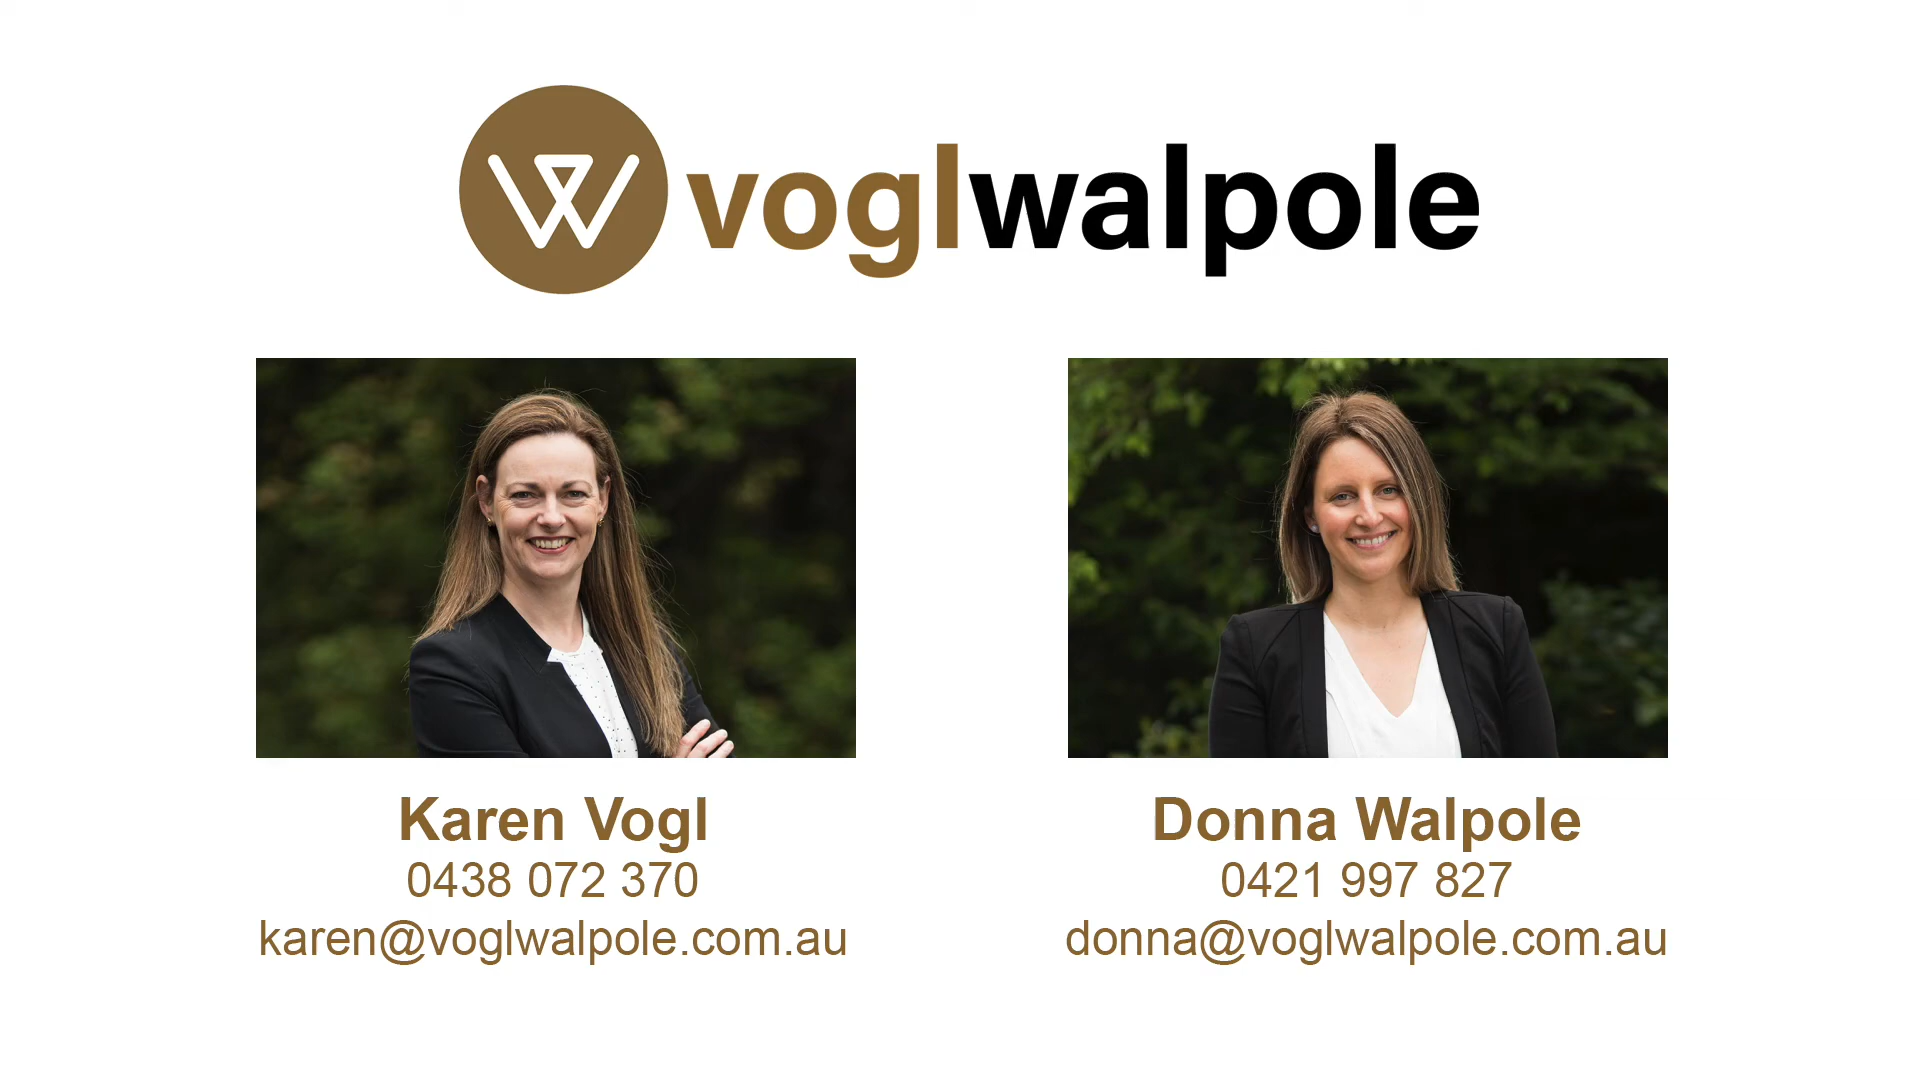 voglwalpole
Karen Vogl
0438 072 370
karen@voglwalpole.com.au
Donna Walpole
0421 997 827
donna@voglwalpole.com.au